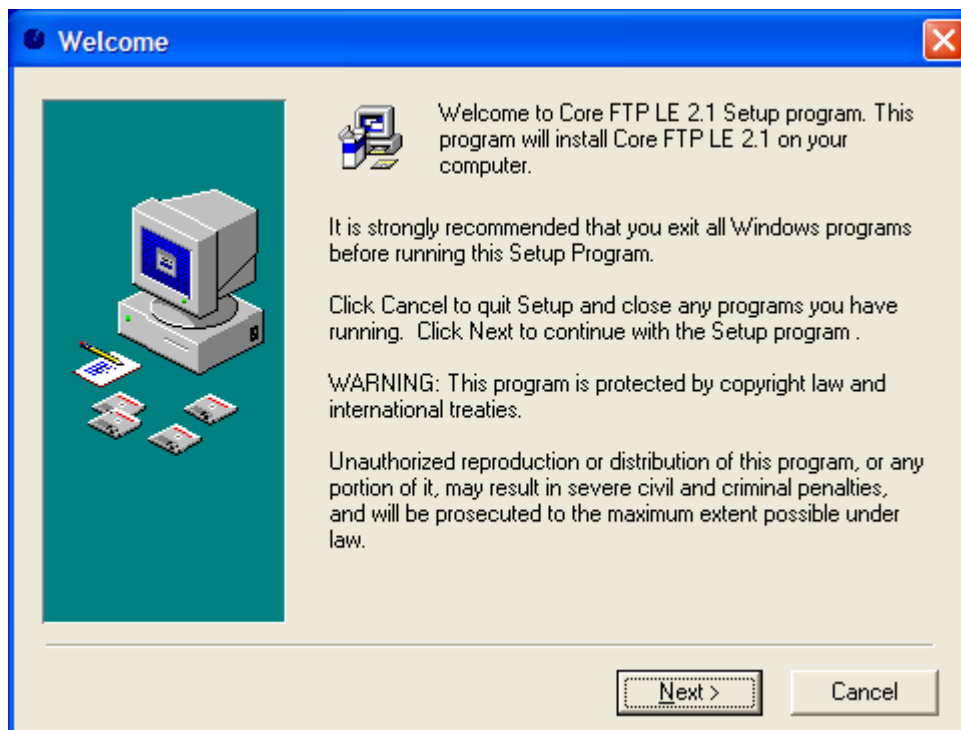 Welcome
Welcome to Core FTP LE 2.1 Setup program. This
program will install Core FTP LE 2.1 on your
computer.
It is strongly recommended that you exit all Windows programs
before running this Setup Program.
Click Cancel to quit Setup and close any programs you have
running.  Click Next to continue with the Setup program .
WARNING: This program is protected by copyright law and
international treaties.
Unauthorized reproduction or distribution of this program, or any
portion of it, may result in severe civil and criminal penalties,
and will be prosecuted to the maximum extent possible under
law.
Next >
Cancel